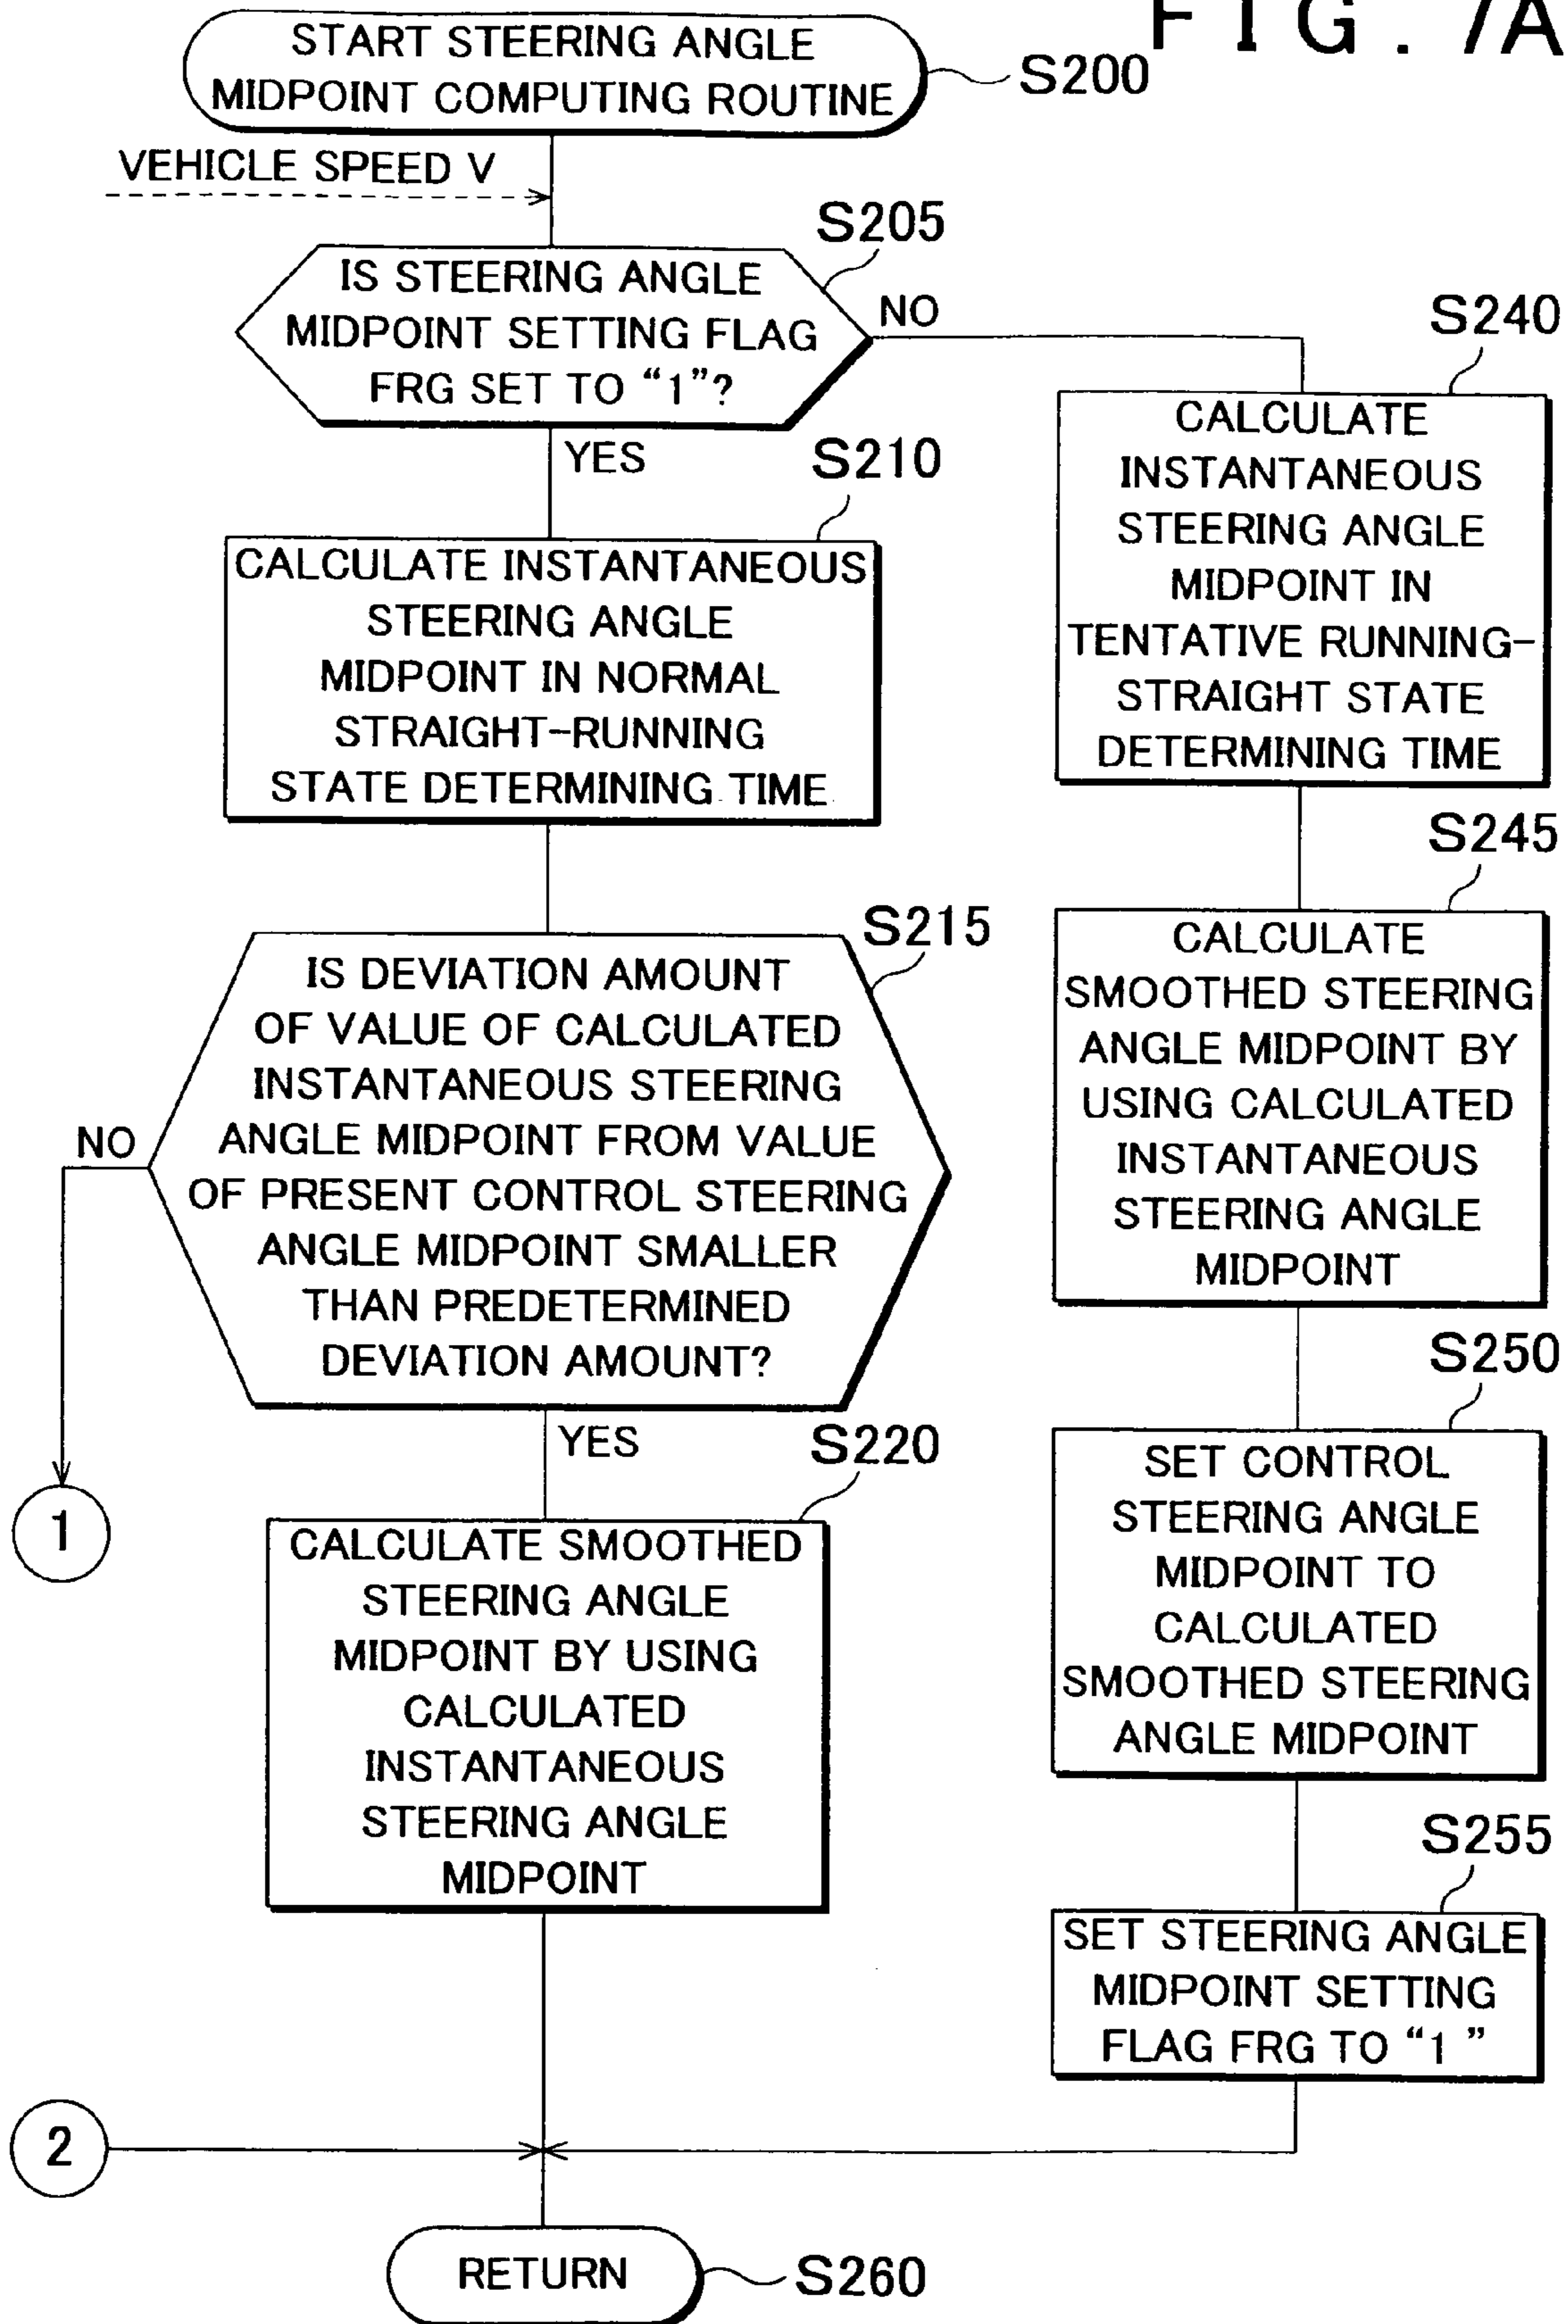 FIG. 7A
START STEERING ANGLE
MIDPOINT COMPUTING ROUTINE
S200
VEHICLE SPEED V
S205
IS STEERING ANGLE
MIDPOINT SETTING FLAG
FRG SET TO “1”?
NO
YES
S210
CALCULATE INSTANTANEOUS
STEERING ANGLE
MIDPOINT IN NORMAL
STRAIGHT-RUNNING
STATE DETERMINING TIME
S215
IS DEVIATION AMOUNT
OF VALUE OF CALCULATED
INSTANTANEOUS STEERING
ANGLE MIDPOINT FROM VALUE
OF PRESENT CONTROL STEERING
ANGLE MIDPOINT SMALLER
THAN PREDETERMINED
DEVIATION AMOUNT?
NO
1
YES
S220
CALCULATE SMOOTHED
STEERING ANGLE
MIDPOINT BY USING
CALCULATED
INSTANTANEOUS
STEERING ANGLE
MIDPOINT
S240
CALCULATE
INSTANTANEOUS
STEERING ANGLE
MIDPOINT IN
TENTATIVE RUNNING-
STRAIGHT STATE
DETERMINING TIME
S245
CALCULATE
SMOOTHED STEERING
ANGLE MIDPOINT BY
USING CALCULATED
INSTANTANEOUS
STEERING ANGLE
MIDPOINT
S250
SET CONTROL
STEERING ANGLE
MIDPOINT TO
CALCULATED
SMOOTHED STEERING
ANGLE MIDPOINT
S255
SET STEERING ANGLE
MIDPOINT SETTING
FLAG FRG TO “1 ”
2
RETURN
S260